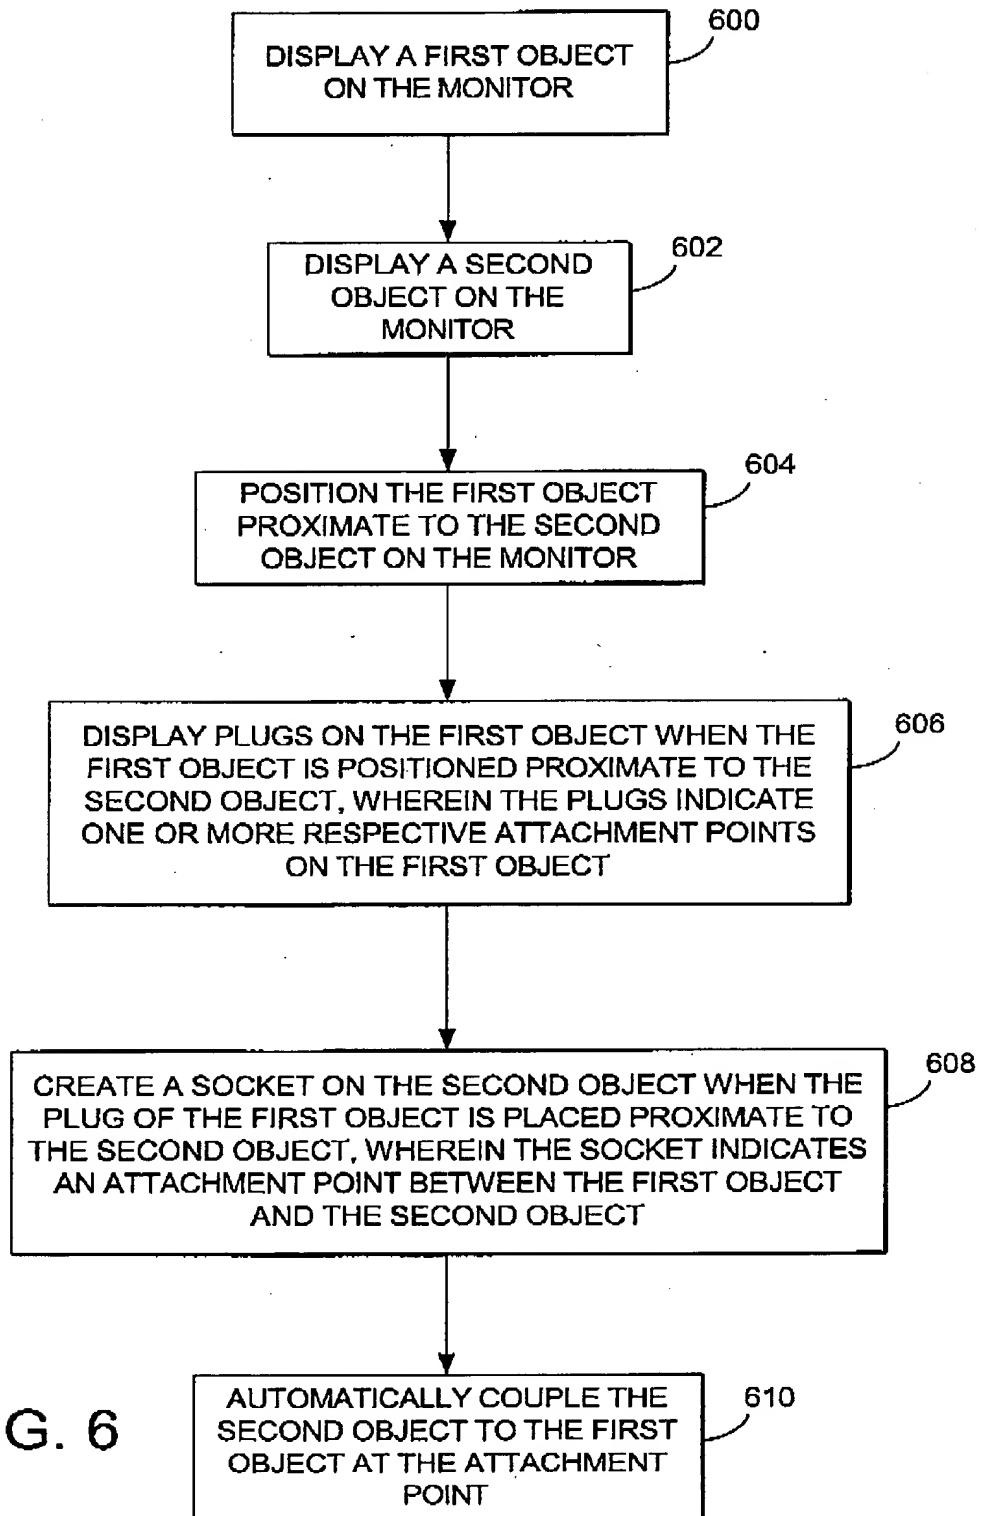 600
DISPLAY A FIRST OBJECT
ON THE MONITOR
602
DISPLAY A SECOND
OBJECT ON THE
MONITOR
604
POSITION THE FIRST OBJECT
PROXIMATE TO THE SECOND
OBJECT ON THE MONITOR
606
DISPLAY PLUGS ON THE FIRST OBJECT WHEN THE
FIRST OBJECT IS POSITIONED PROXIMATE TO THE
SECOND OBJECT, WHEREIN THE PLUGS INDICATE
ONE OR MORE RESPECTIVE ATTACHMENT POINTS
ON THE FIRST OBJECT
608
CREATE A SOCKET ON THE SECOND OBJECT WHEN THE
PLUG OF THE FIRST OBJECT IS PLACED PROXIMATE TO
THE SECOND OBJECT, WHEREIN THE SOCKET INDICATES
AN ATTACHMENT POINT BETWEEN THE FIRST OBJECT
AND THE SECOND OBJECT
610
AUTOMATICALLY COUPLE THE
SECOND OBJECT TO THE FIRST
OBJECT AT THE ATTACHMENT
POINT
G. 6